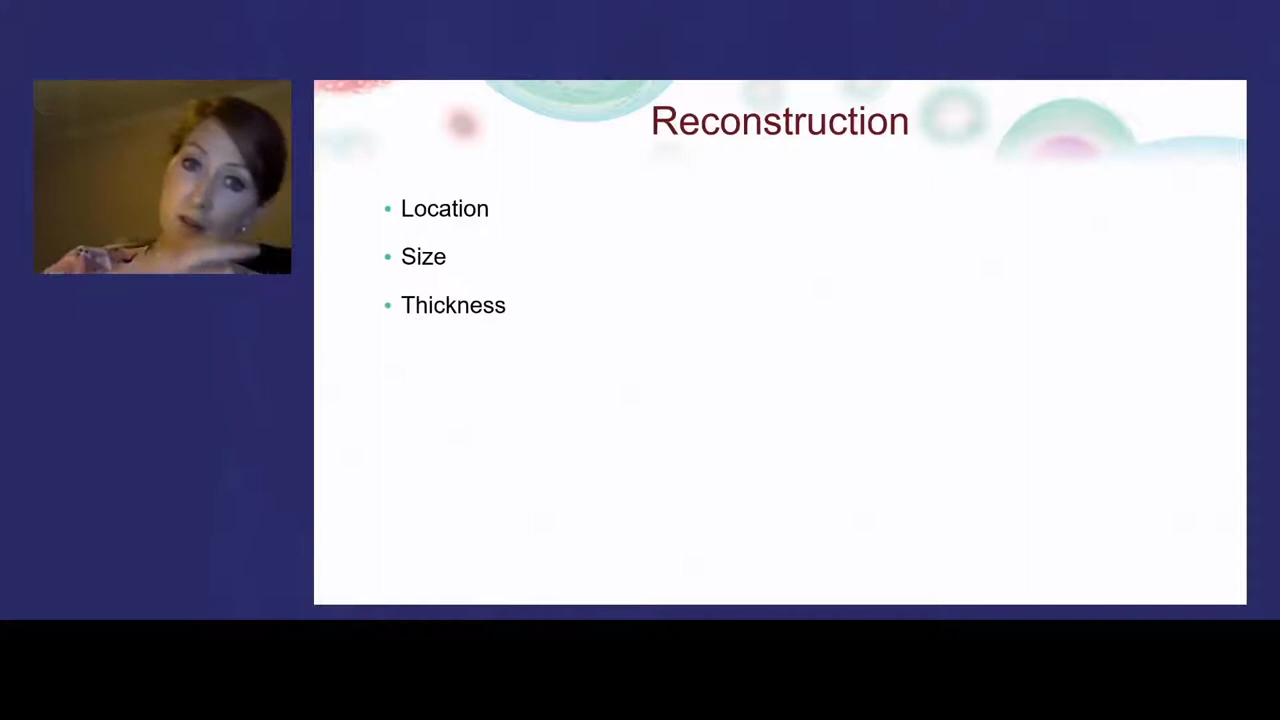 Reconstruction
• Location
• Size
• Thickness